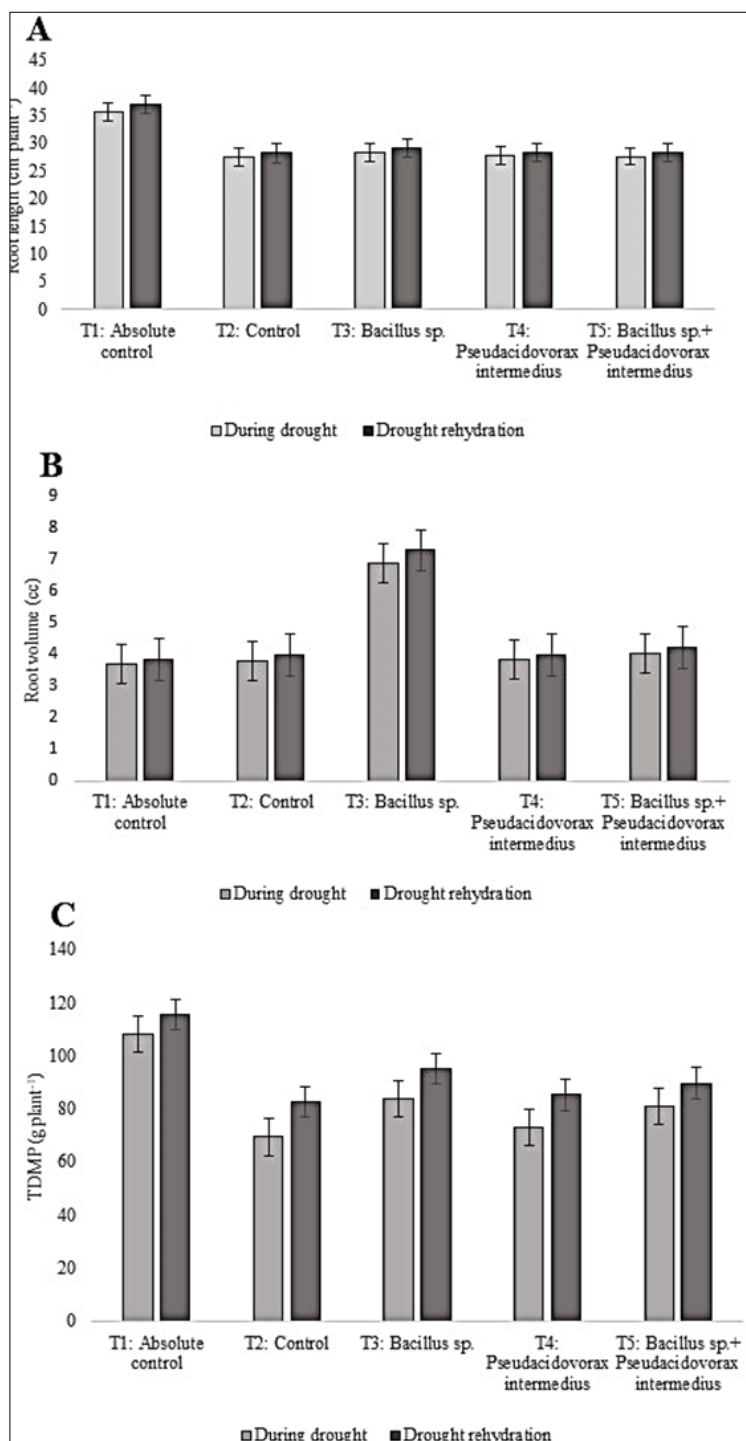 A
45
40
35
30
25
20
15
10
5
0
Root length (cm plant⁻¹)
T1: Absolute control
T2: Control
T3: Bacillus sp.
T4: Pseudacidovorax intermedius
T5: Bacillus sp.+ Pseudacidovorax intermedius
During drought
Drought rehydration
B
9
8
7
6
5
4
3
2
1
0
Root volume (cc)
T1: Absolute control
T2: Control
T3: Bacillus sp.
T4: Pseudacidovorax intermedius
T5: Bacillus sp.+ Pseudacidovorax intermedius
During drought
Drought rehydration
C
140
120
100
80
60
40
20
0
TDMP (g plant⁻¹)
T1: Absolute control
T2: Control
T3: Bacillus sp.
T4: Pseudacidovorax intermedius
T5: Bacillus sp.+ Pseudacidovorax intermedius
During drought
Drought rehydration